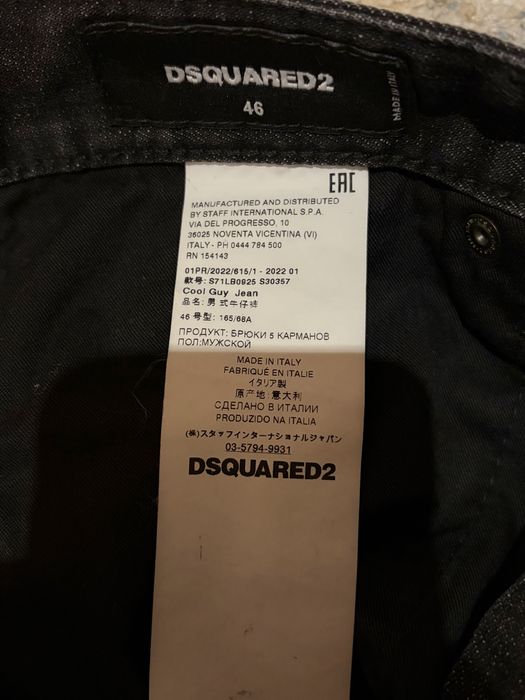 DSQUARED2
46
MADE IN ITALY
EAC
MANUFACTURED AND DISTRIBUTED
BY STAFF INTERNATIONAL S.P.A.
VIA DEL PROGRESSO, 10
36025 NOVENTA VICENTINA (VI)
ITALY - PH 0444 784 500
RN 154143
01PR/2022/615/1 - 2022 01
款号: S71LB0925 S30357
Cool Guy Jean
品名: 男式牛仔裤
46 号型: 165/68A
ПРОДУКТ: БРЮКИ 5 КАРМАНОВ
ПОЛ:МУЖСКОЙ
MADE IN ITALY
FABRIQUÉ EN ITALIE
イタリア製
原产地: 意大利
СДЕЛАНО В ИТАЛИИ
PRODUZIDO NA ITALIA
(株)スタッフインターナショナルジャパン
03-5794-9931
DSQUARED2